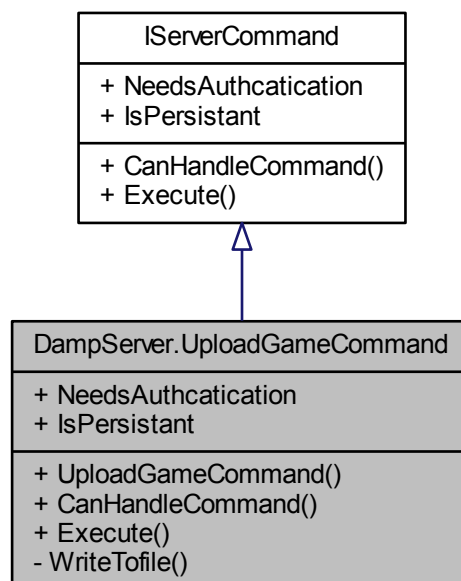 IServerCommand
+ NeedsAuthcatication
+ IsPersistant
+ CanHandleCommand()
+ Execute()
DampServer.UploadGameCommand
+ NeedsAuthcatication
+ IsPersistant
+ UploadGameCommand()
+ CanHandleCommand()
+ Execute()
- WriteTofile()